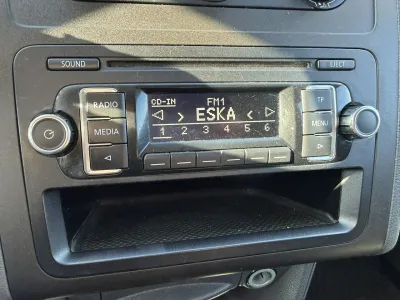 SOUND EJECT
RADIO CD-IN FM1 TP
MEDIA ESKA MENU
1 2 3 4 5 6